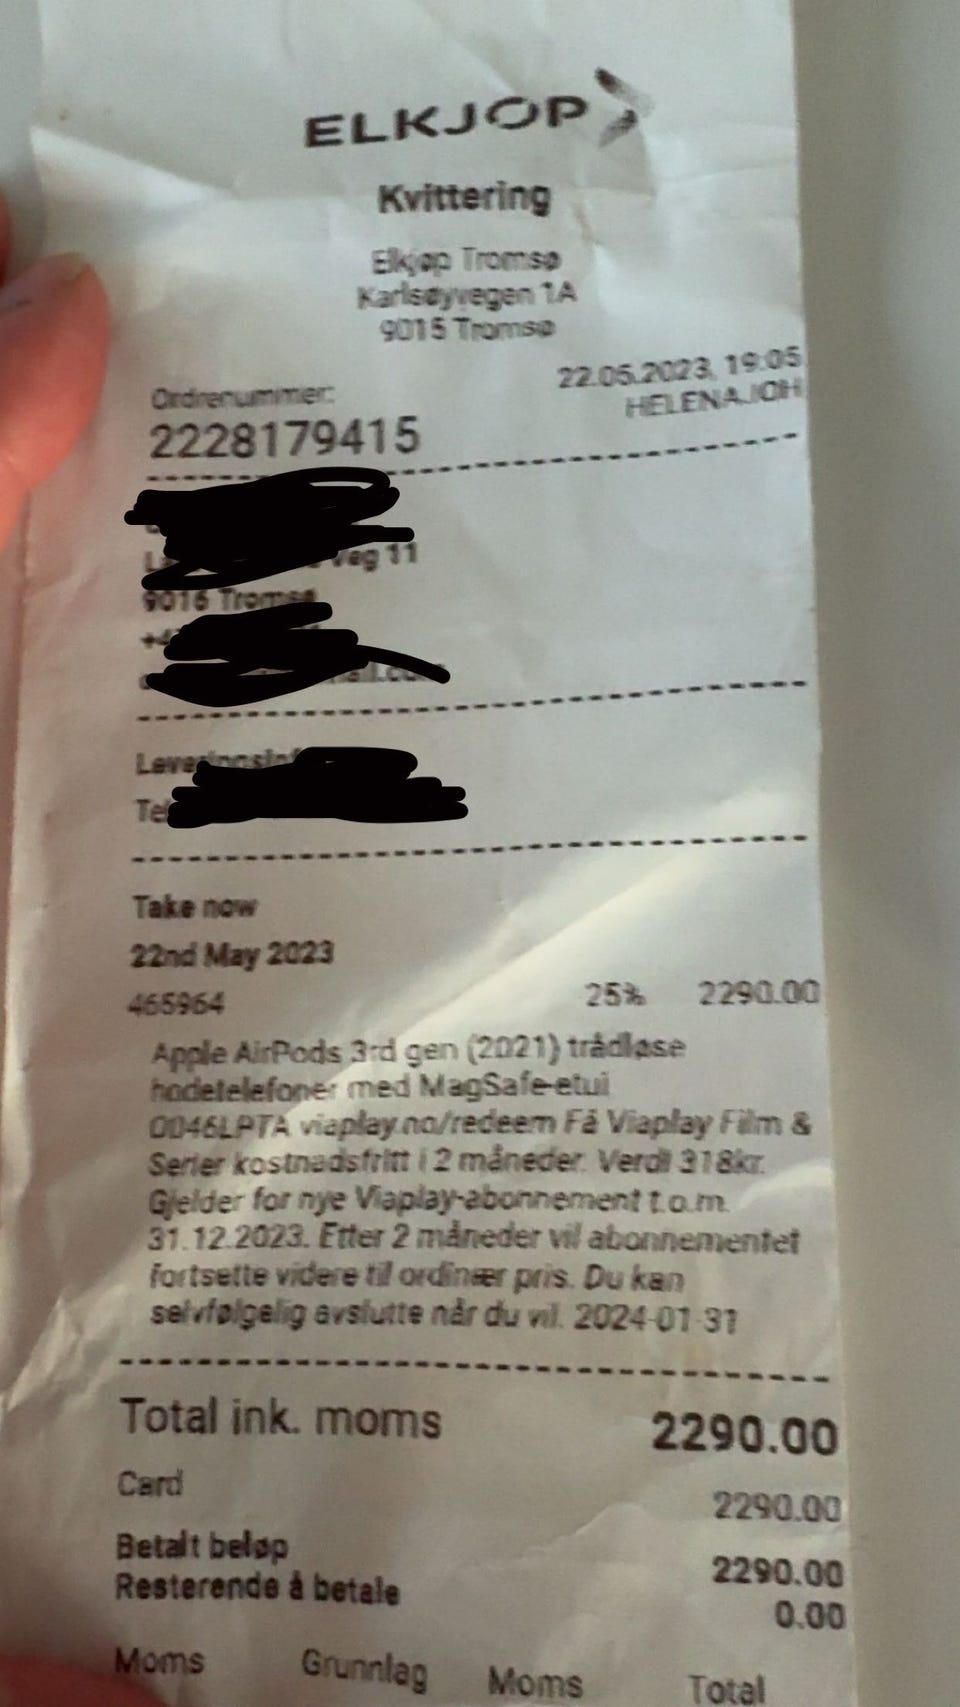 ELKJØP
Kvittering
Elkjøp Tromsø
Karlsøyvegen 1A
9015 Tromsø
22.05.2023, 19:05
Ordrenummer:
HELENAJOH
2228179415
veg 11
9016 Tromsø
Take now
22nd May 2023
465964 25% 2290.00
Apple AirPods 3rd gen (2021) trådløse
hodetelefoner med MagSafe-etui
0046LPTA viaplay.no/redeem Få Viaplay Film &
Serier kostnadsfritt i 2 måneder. Verdi 318kr.
Gjelder for nye Viaplay-abonnement t.o.m.
31.12.2023. Etter 2 måneder vil abonnementet
fortsette videre til ordinær pris. Du kan
selvfølgelig avslutte når du vil. 2024-01-31
Total ink. moms 2290.00
Card 2290.00
Betalt beløp 2290.00
Resterende å betale 0.00
Moms Grunnlag Moms Total